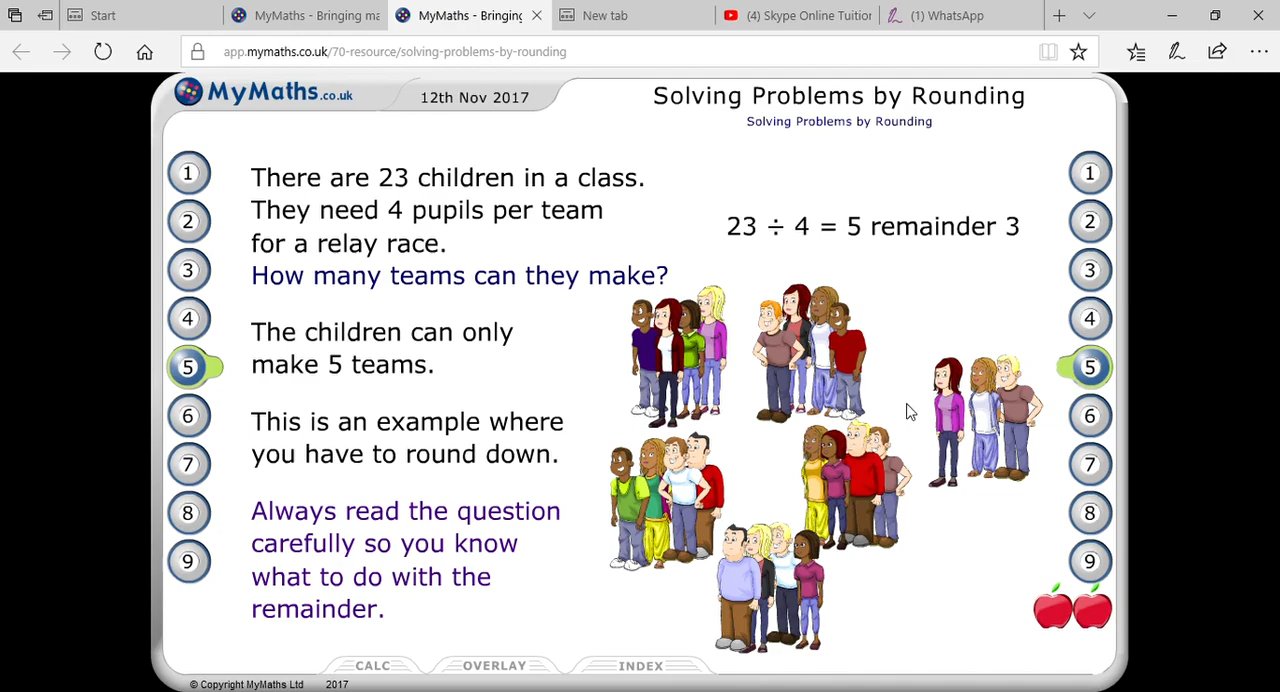 Start
MyMaths - Bringing ma
MyMaths - Bringing
New tab
(4) Skype Online Tuition
(1) WhatsApp
app.mymaths.co.uk/70-resource/solving-problems-by-rounding
MyMaths.co.uk
12th Nov 2017
Solving Problems by Rounding
Solving Problems by Rounding
There are 23 children in a class.
They need 4 pupils per team
for a relay race.
How many teams can they make?
23 ÷ 4 = 5 remainder 3
The children can only
make 5 teams.
This is an example where
you have to round down.
Always read the question
carefully so you know
what to do with the
remainder.
1
2
3
4
5
6
7
8
9
1
2
3
4
5
6
7
8
9
CALC
OVERLAY
INDEX
© Copyright MyMaths Ltd 2017